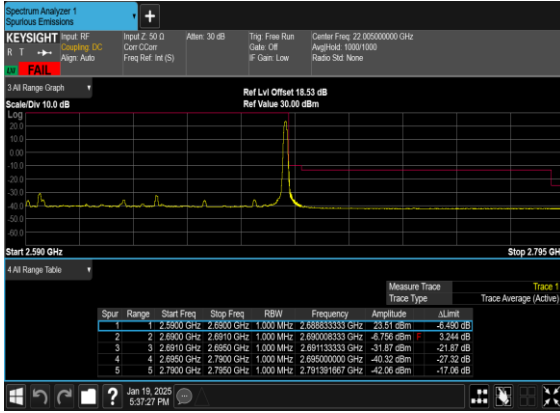 Spectrum Analyzer 1
Spurious Emissions
+
KEYSIGHT Input: RF Input Z: 50 Ω Atten: 30 dB Trig: Free Run Center Freq: 22.005000000 GHz
R T Coupling: DC Corr CCorr Gate: Off Avg|Hold: 1000/1000
Align: Auto Freq Ref: Int (S) IF Gain: Low Radio Std: None
FAIL
3.All Range Graph
Ref Lvl Offset 18.53 dB
Scale/Div 10.0 dB Ref Value 30.00 dBm
Log
20.0
10.0
0.00
-10.0
-20.0
-30.0
-40.0
-50.0
-60.0
Start 2.590 GHz Stop 2.795 GH
4.All Range Table
Measure Trace Trace 1
Trace Type Trace Average (Active)
Spur Range Start Freq Stop Freq RBW Frequency Amplitude ΔLimit
1 1 2.5900 GHz 2.6900 GHz 1.000 MHz 2.688833333 GHz 23.51 dBm -6.490 dB
2 2 2.6900 GHz 2.6910 GHz 1.000 MHz 2.690008333 GHz -6.756 dBm F 3.244 dB
3 3 2.6910 GHz 2.6950 GHz 1.000 MHz 2.691133333 GHz -31.87 dBm -21.87 dB
4 4 2.6950 GHz 2.7900 GHz 1.000 MHz 2.695000000 GHz -40.32 dBm -27.32 dB
5 5 2.7900 GHz 2.7950 GHz 1.000 MHz 2.791391667 GHz -42.06 dBm -17.06 dB
?
Jan 19, 2025
5:37:27 PM